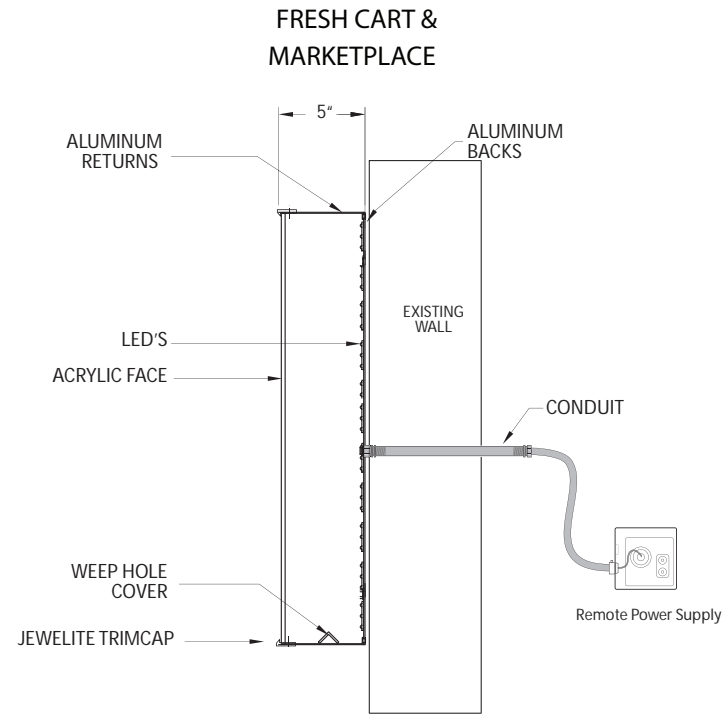 FRESH CART &
MARKETPLACE
5"
ALUMINUM
RETURNS
ALUMINUM
BACKS
EXISTING
WALL
LED'S
ACRYLIC FACE
CONDUIT
WEEP HOLE
COVER
JEWELITE TRIMCAP
Remote Power Supply